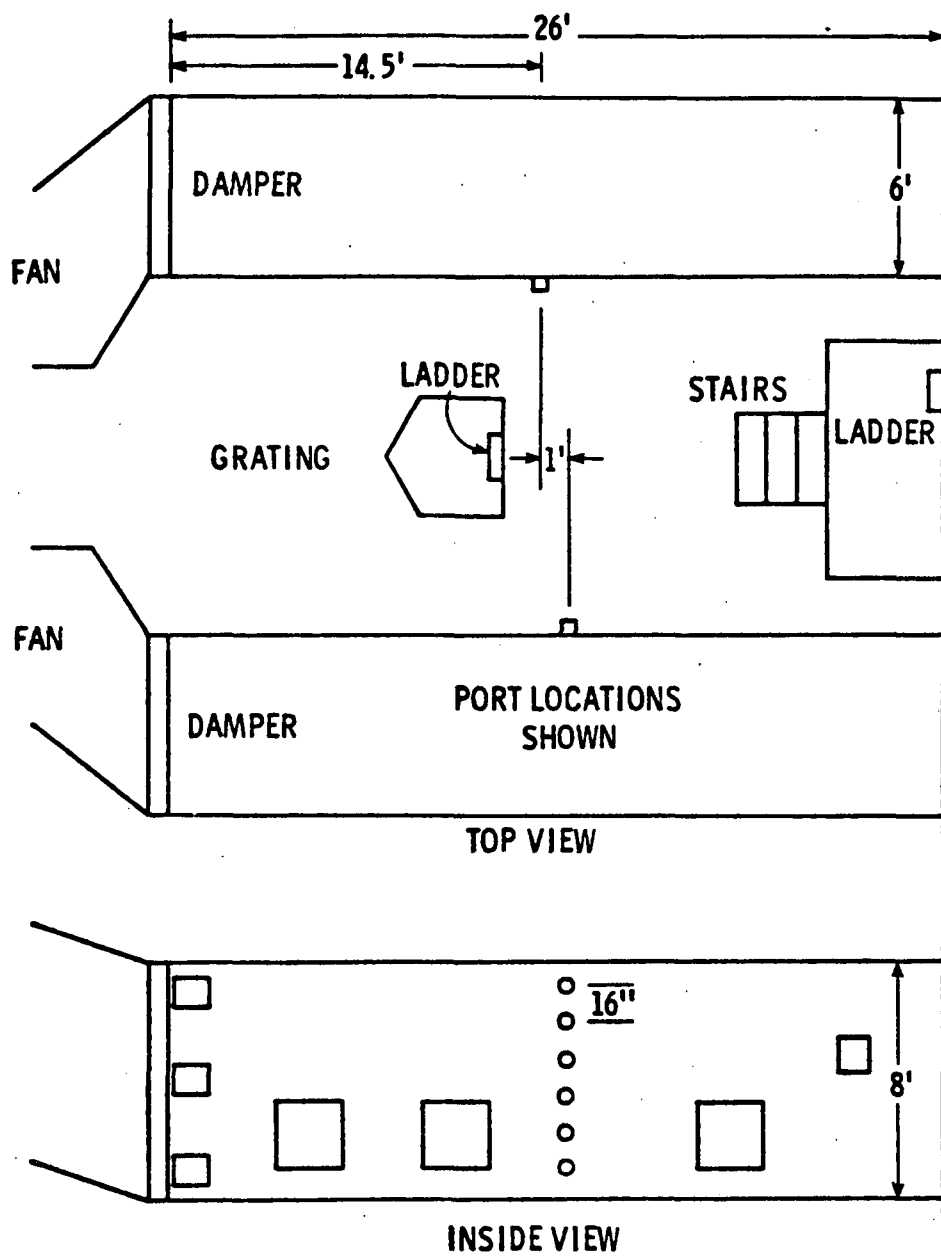 26'
14.5'
DAMPER
6'
FAN
LADDER
STAIRS
LADDER
GRATING
1'
FAN
PORT LOCATIONS
SHOWN
DAMPER
TOP VIEW
16"
8'
INSIDE VIEW